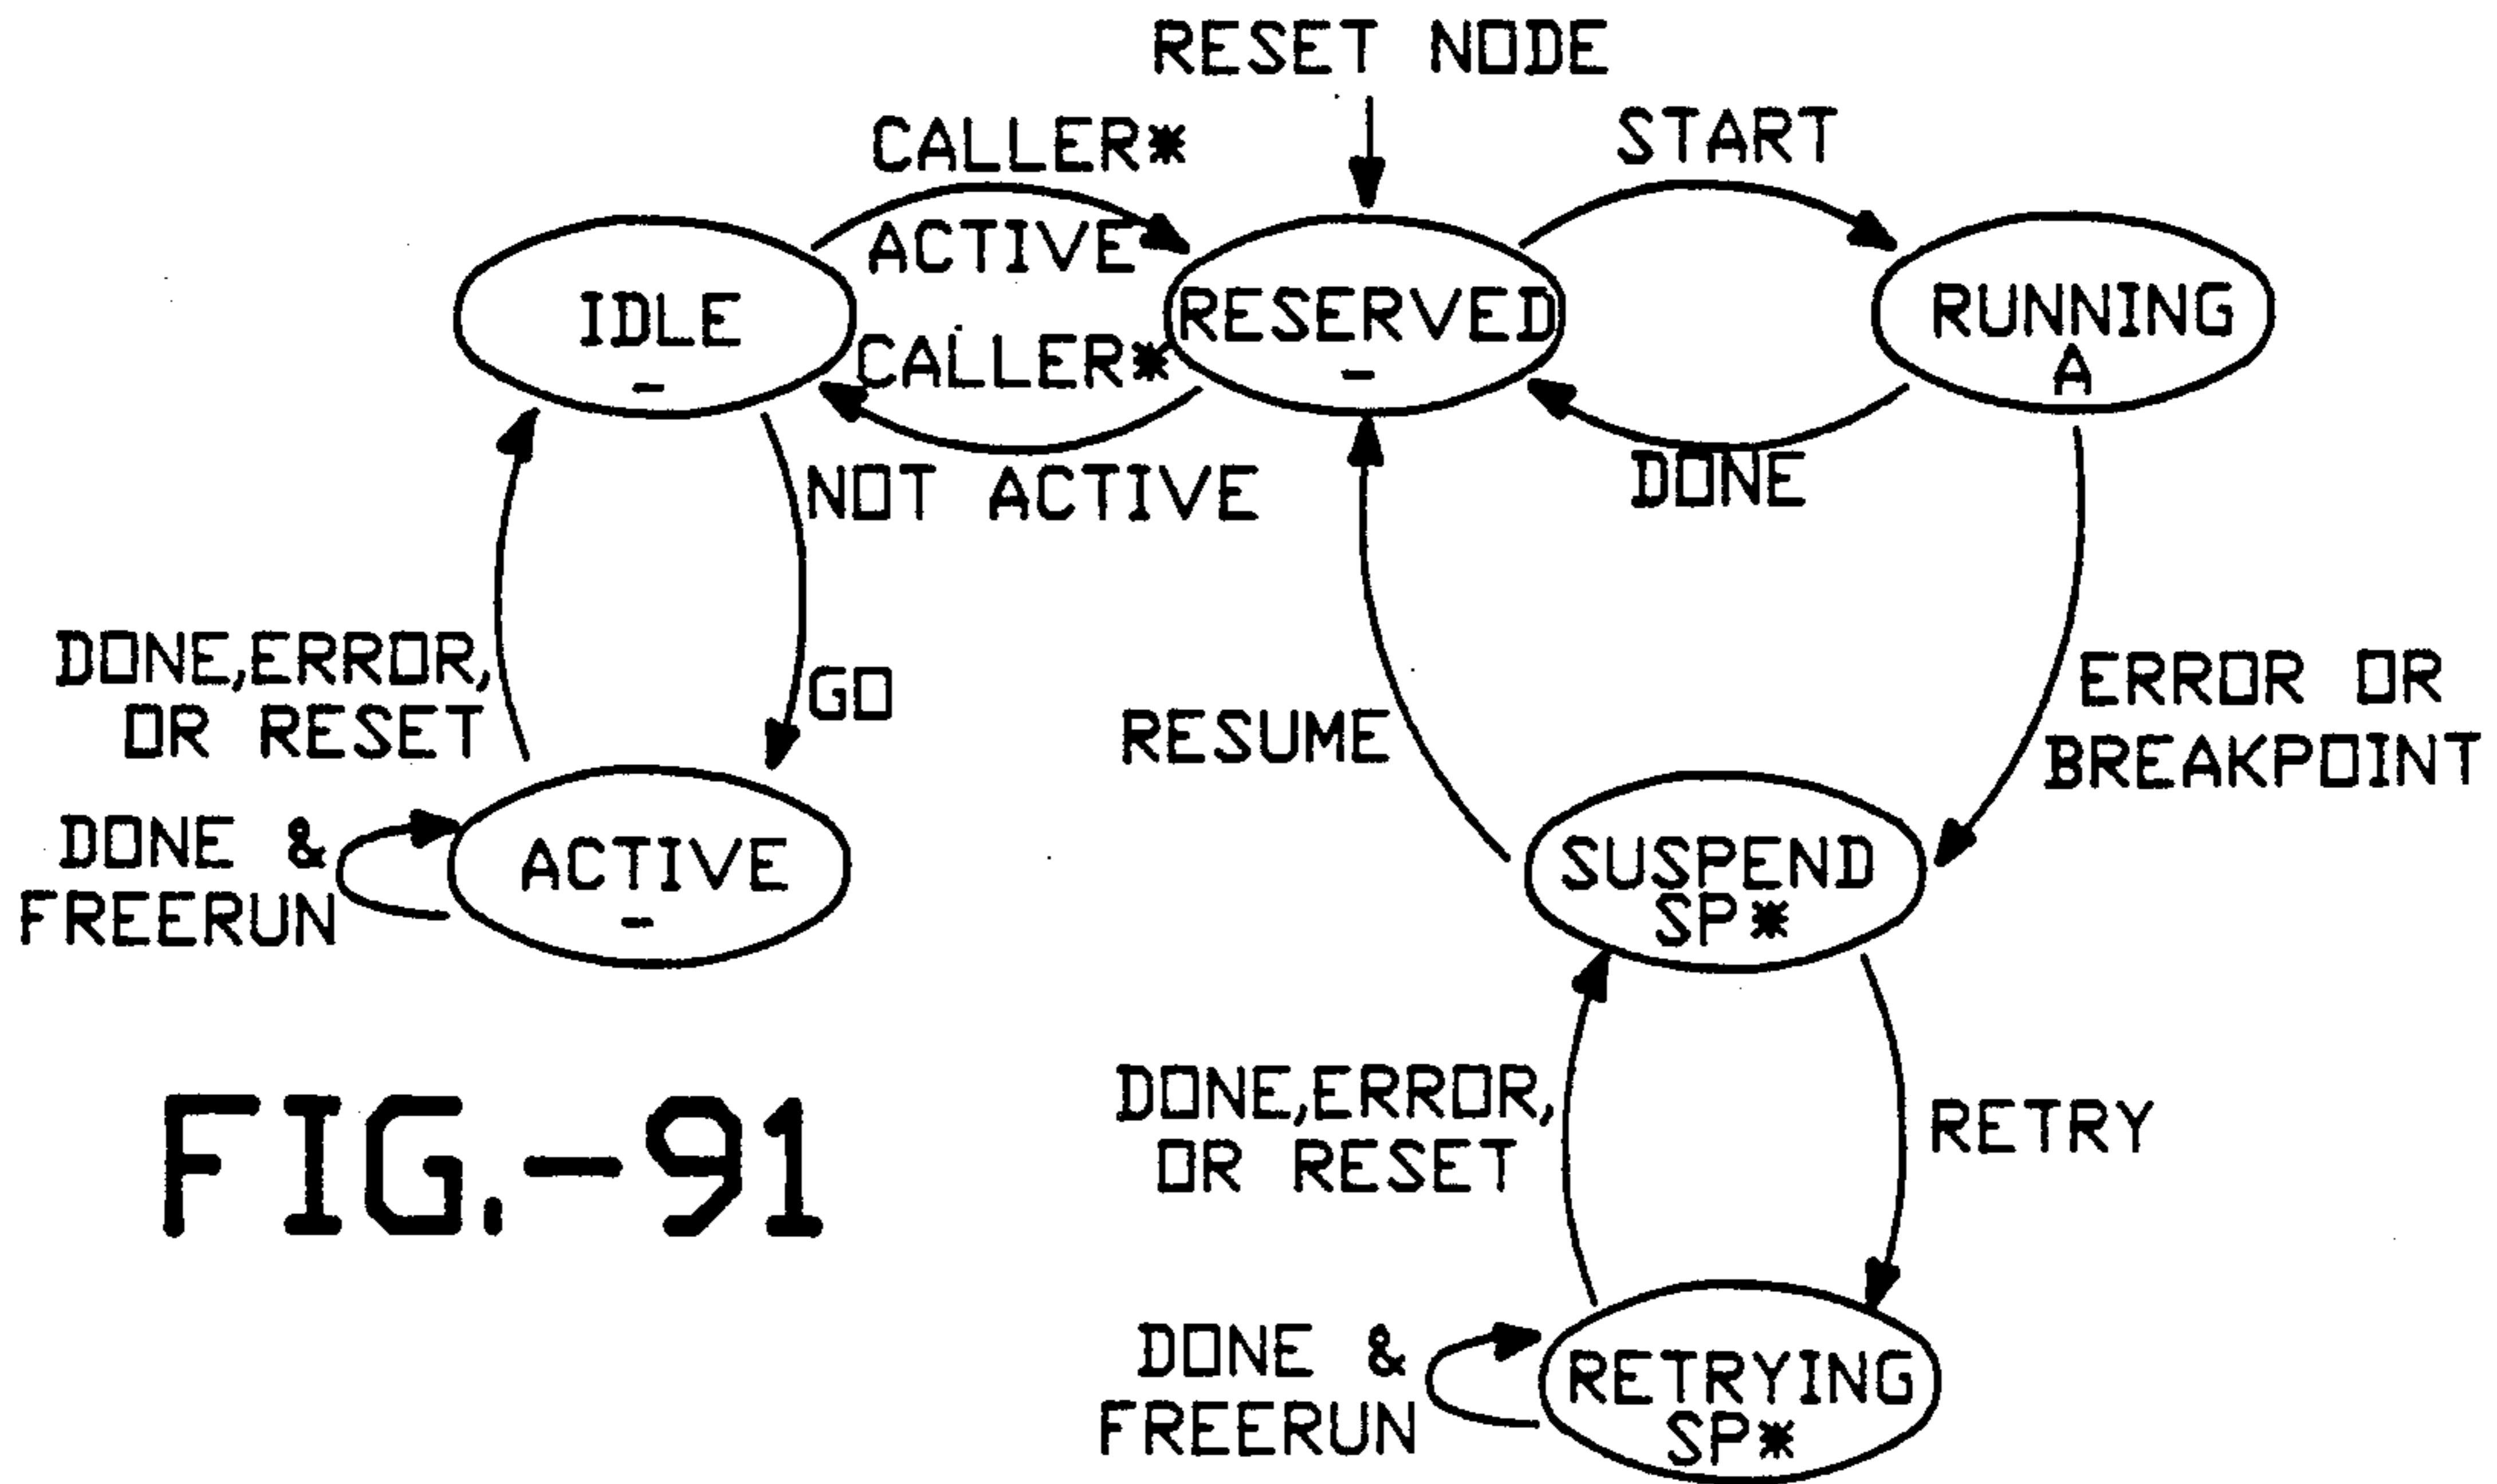 RESET NODE
CALLER*
ACTIVE
START
IDLE
-
CALLER*
NOT ACTIVE
RESERVED
-
RUNNING
A
DONE
DONE,ERROR,
OR RESET
GO
RESUME
ERROR OR
BREAKPOINT
DONE &
FREERUN
ACTIVE
-
SUSPEND
SP*
DONE,ERROR,
OR RESET
RETRY
FIG.-91
DONE &
FREERUN
RETRYING
SP*